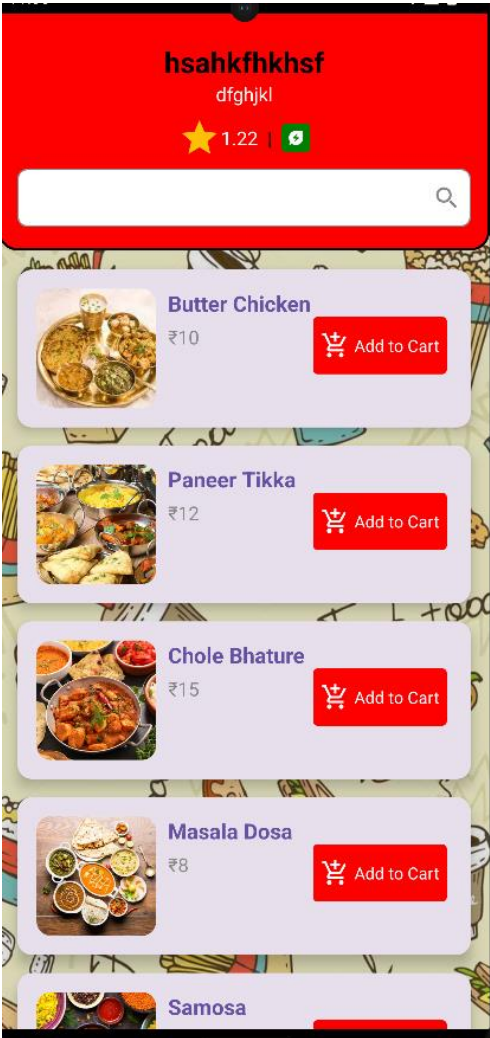 hsahkfhkhsf
dfghjkl
1.22 |
Butter Chicken
₹10
Add to Cart
Paneer Tikka
₹12
Add to Cart
Chole Bhature
₹15
Add to Cart
Masala Dosa
₹8
Add to Cart
Samosa